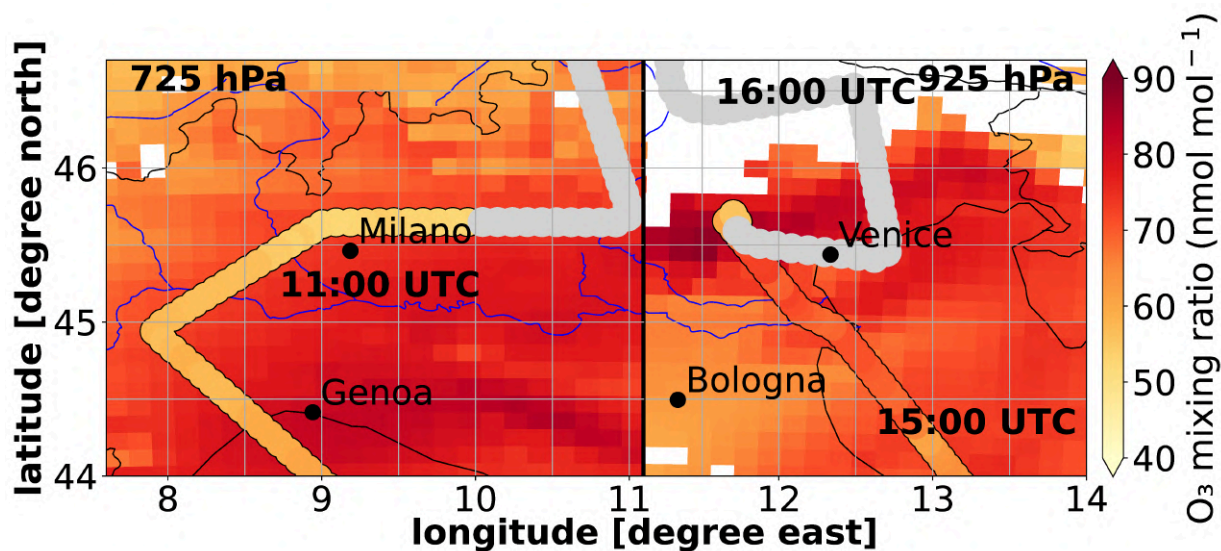 725 hPa
16:00 UTC
925 hPa
Milano
11:00 UTC
Genoa
Venice
Bologna
15:00 UTC
latitude [degree north]
46
45
44
8
9
10
11
12
13
14
longitude [degree east]
90
80
70
60
50
40
O₃ mixing ratio (nmol mol⁻¹)